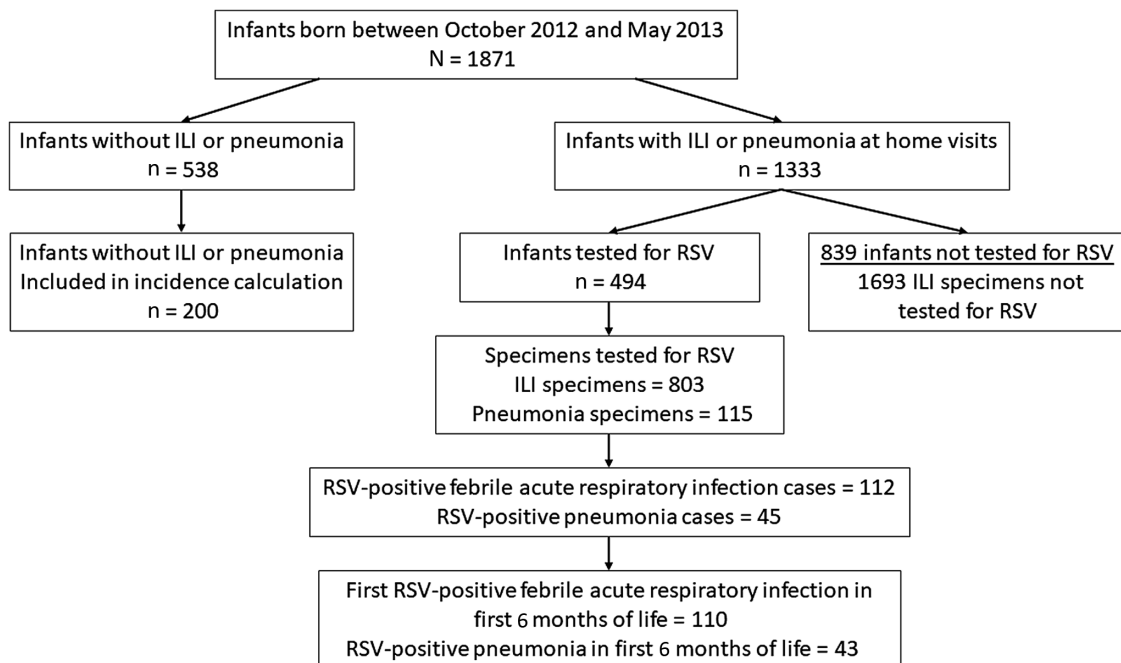 Infants born between October 2012 and May 2013
N = 1871
Infants without ILI or pneumonia
n = 538
Infants with ILI or pneumonia at home visits
n = 1333
Infants without ILI or pneumonia
Included in incidence calculation
n = 200
Infants tested for RSV
n = 494
839 infants not tested for RSV
1693 ILI specimens not
tested for RSV
Specimens tested for RSV
ILI specimens = 803
Pneumonia specimens = 115
RSV-positive febrile acute respiratory infection cases = 112
RSV-positive pneumonia cases = 45
First RSV-positive febrile acute respiratory infection in
first 6 months of life = 110
RSV-positive pneumonia in first 6 months of life = 43